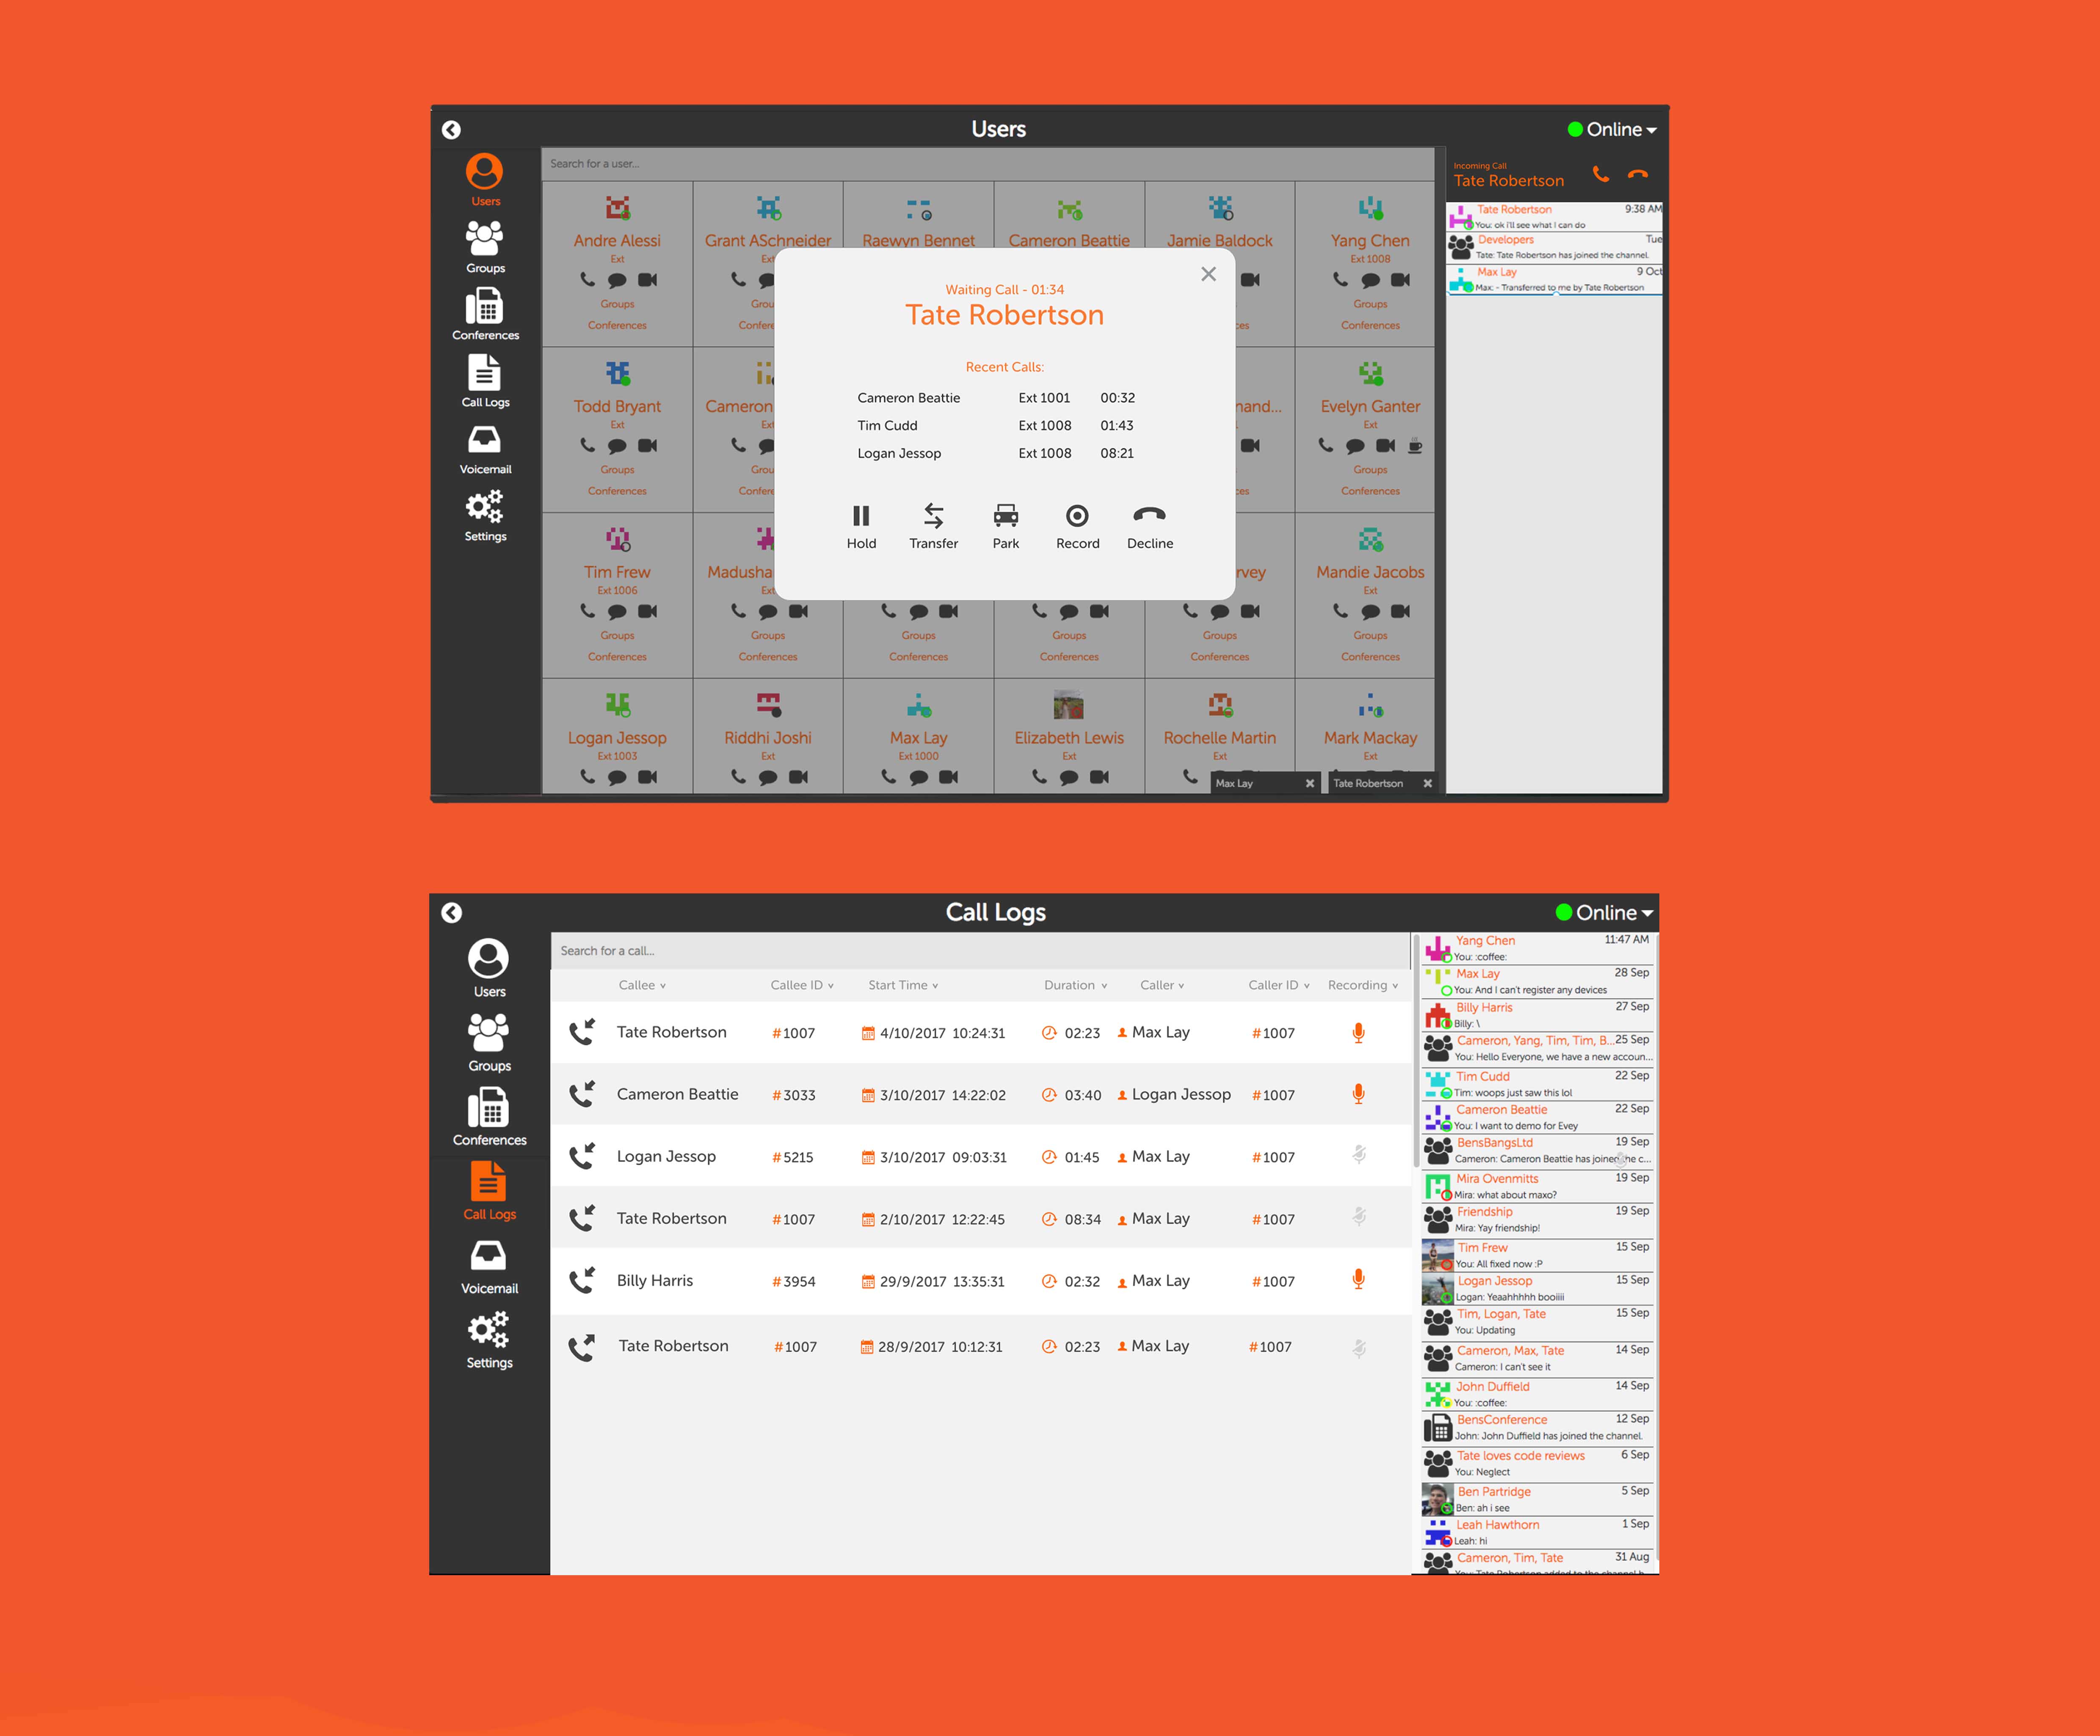 Users
Online
Users
Groups
Conferences
Call Logs
Voicemail
Settings
Search for a user...
Andre Alessi
Ext
Groups
Conferences
Grant ASchneider
Raewyn Bennet
Cameron Beattie
Jamie Baldock
Yang Chen
Ext 1008
Groups
Conferences
Todd Bryant
Ext
Groups
Conferences
Cameron
Evelyn Ganter
Ext
Groups
Conferences
Tim Frew
Ext 1006
Groups
Conferences
Madusha
Groups
Conferences
Groups
Conferences
Groups
Conferences
Groups
Conferences
Mandie Jacobs
Ext
Groups
Conferences
Logan Jessop
Ext 1003
Riddhi Joshi
Ext
Max Lay
Ext 1000
Elizabeth Lewis
Ext
Rochelle Martin
Ext
Mark Mackay
Ext
Max Lay
Tate Robertson
Waiting Call - 01:34
Tate Robertson
Recent Calls:
Cameron Beattie Ext 1001 00:32
Tim Cudd Ext 1008 01:43
Logan Jessop Ext 1008 08:21
Hold Transfer Park Record Decline
Incoming Call
Tate Robertson
Tate Robertson 9:38 AM
You: ok i'll see what I can do
Developers Tue
Tate: Tate Robertson has joined the channel.
Max Lay 9 Oct
Max: - Transferred to me by Tate Robertson
Call Logs
Online
Users
Groups
Conferences
Call Logs
Voicemail
Settings
Search for a call...
Callee Callee ID Start Time Duration Caller Caller ID Recording
Tate Robertson #1007 4/10/2017 10:24:31 02:23 Max Lay #1007
Cameron Beattie #3033 3/10/2017 14:22:02 03:40 Logan Jessop #1007
Logan Jessop #5215 3/10/2017 09:03:31 01:45 Max Lay #1007
Tate Robertson #1007 2/10/2017 12:22:45 08:34 Max Lay #1007
Billy Harris #3954 29/9/2017 13:35:31 02:32 Max Lay #1007
Tate Robertson #1007 28/9/2017 10:12:31 02:23 Max Lay #1007
Yang Chen 11:47 AM
You: :coffee:
Max Lay 28 Sep
You: And I can't register any devices
Billy Harris 27 Sep
Billy: \
Cameron, Yang, Tim, Tim, B... 25 Sep
You: Hello Everyone, we have a new accoun...
Tim Cudd 22 Sep
Tim: woops just saw this lol
Cameron Beattie 22 Sep
You: I want to demo for Evey
BensBangsLtd 19 Sep
Cameron: Cameron Beattie has joined the c...
Mira Ovenmitts 19 Sep
Mira: what about maxo?
Friendship 19 Sep
Mira: Yay friendship!
Tim Frew 15 Sep
You: All fixed now :P
Logan Jessop 15 Sep
Logan: Yeaahhhhh booiiii
Tim, Logan, Tate 15 Sep
You: Updating
Cameron, Max, Tate 14 Sep
Cameron: I can't see it
John Duffield 14 Sep
You: :coffee:
BensConference 12 Sep
John: John Duffield has joined the channel.
Tate loves code reviews 6 Sep
You: Neglect
Ben Partridge 5 Sep
Ben: ah i see
Leah Hawthorn 1 Sep
Leah: hi
Cameron, Tim, Tate 31 Aug